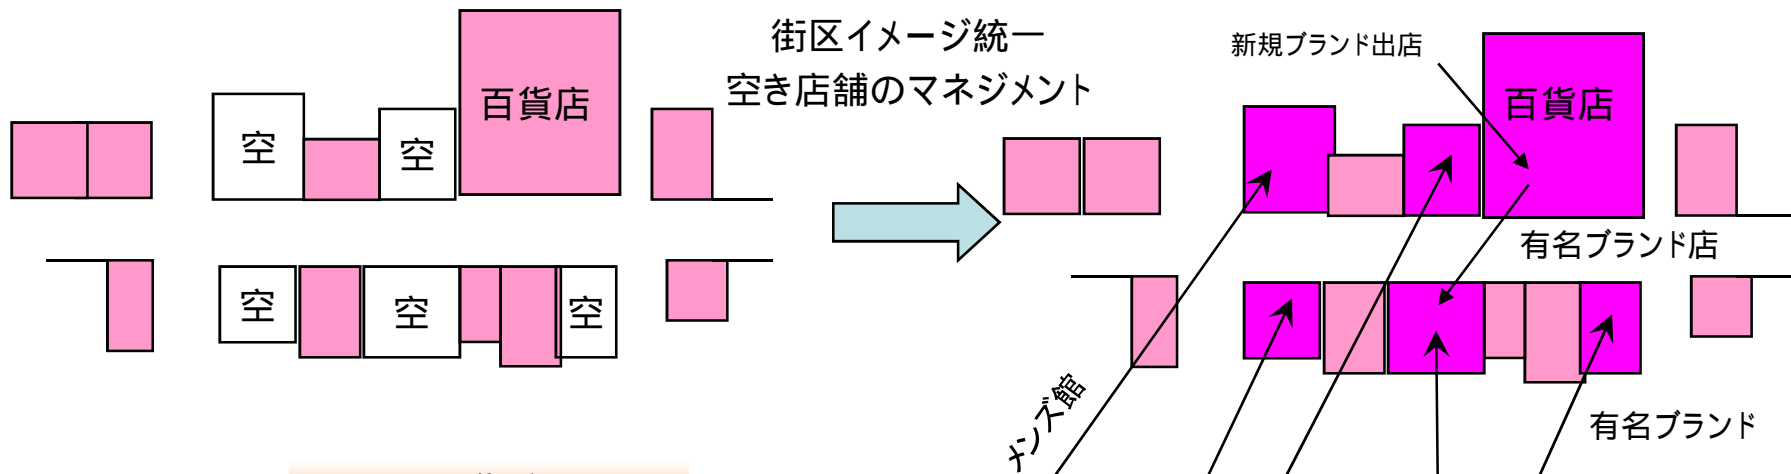 街区イメージ統一
空き店舗のマネジメント
百貨店
空
空
空
空
空
新規ブランド出店
百貨店
有名ブランド店
有名ブランド
メンズ館